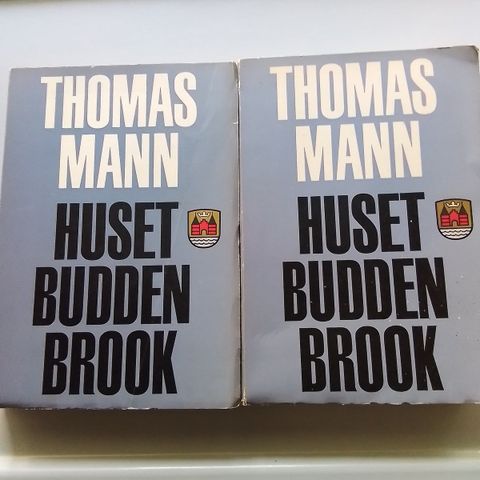 THOMAS
MANN
HUSET
BUDDEN
BROOK
THOMAS
MANN
HUSET
BUDDEN
BROOK